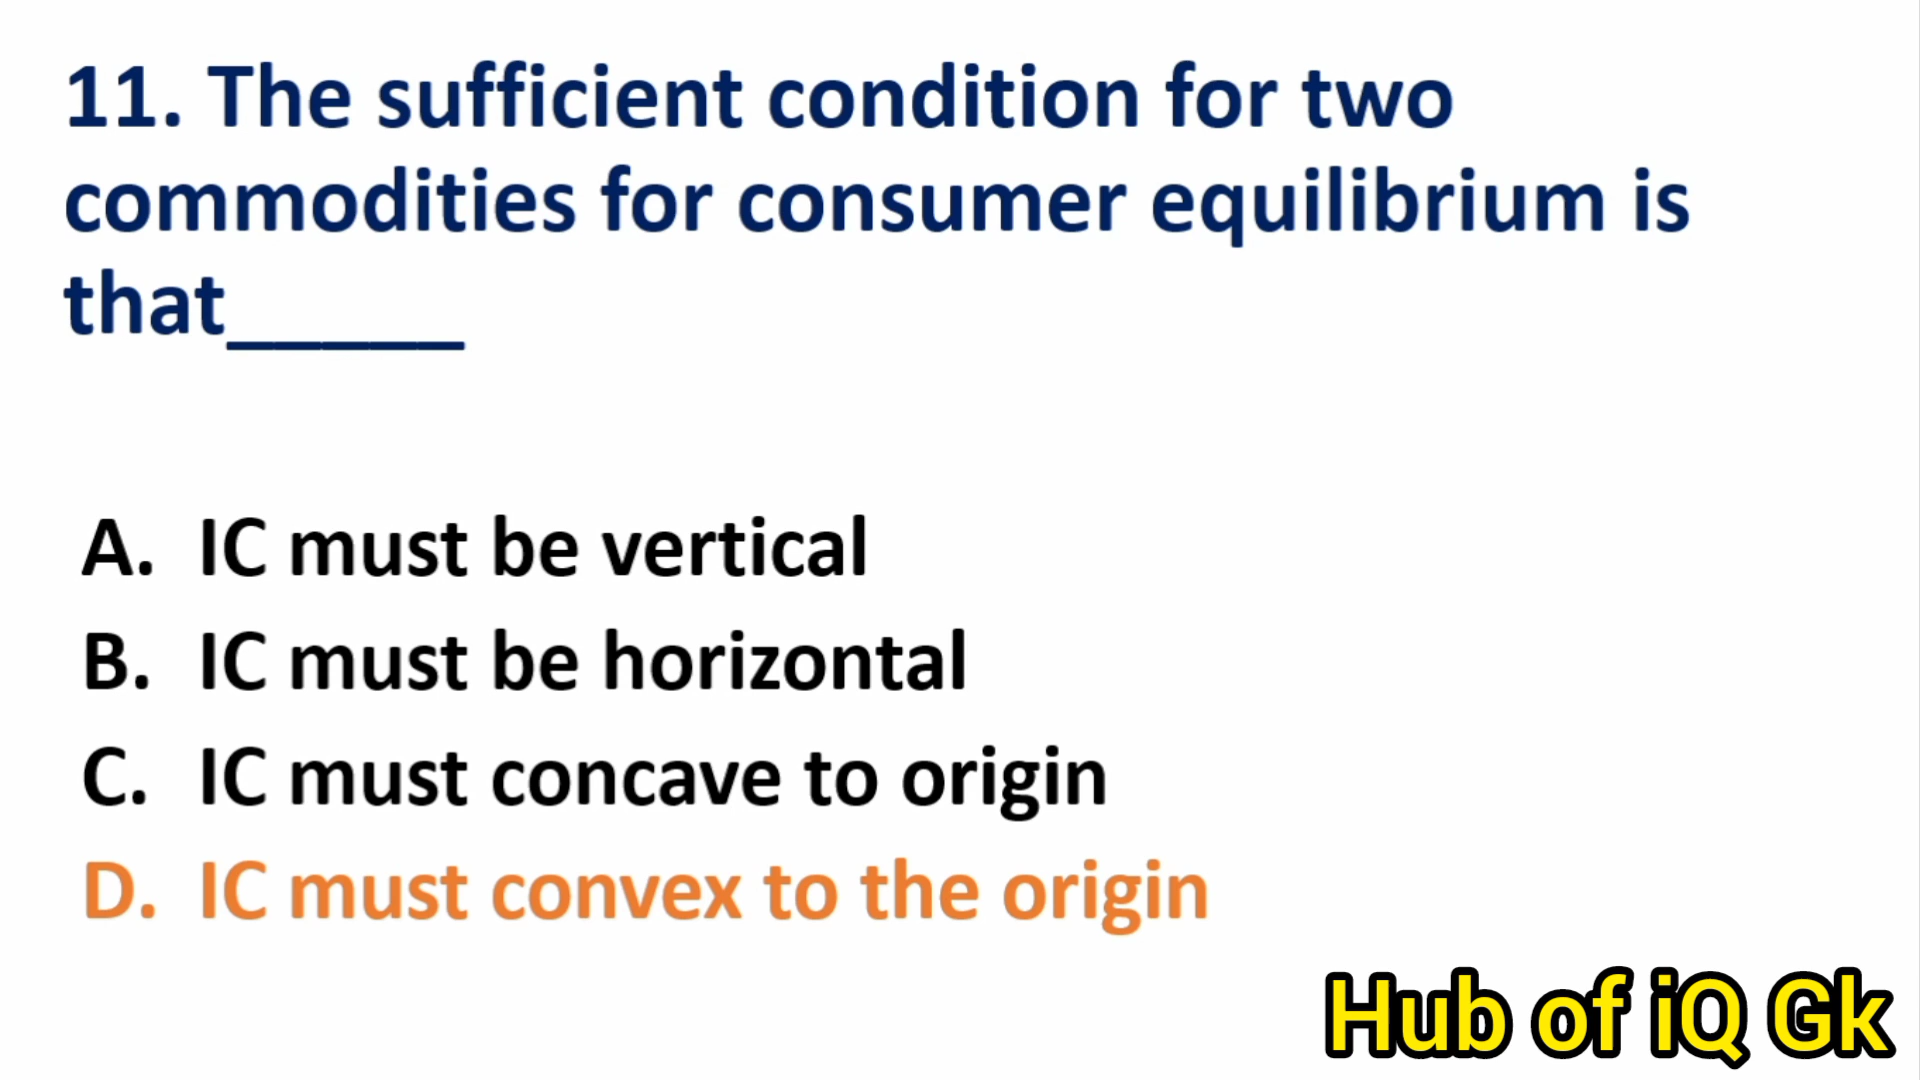 11. The sufficient condition for two
commodities for consumer equilibrium is
that_____
A. IC must be vertical
B. IC must be horizontal
C. IC must concave to origin
D. IC must convex to the origin
Hub of iQ Gk